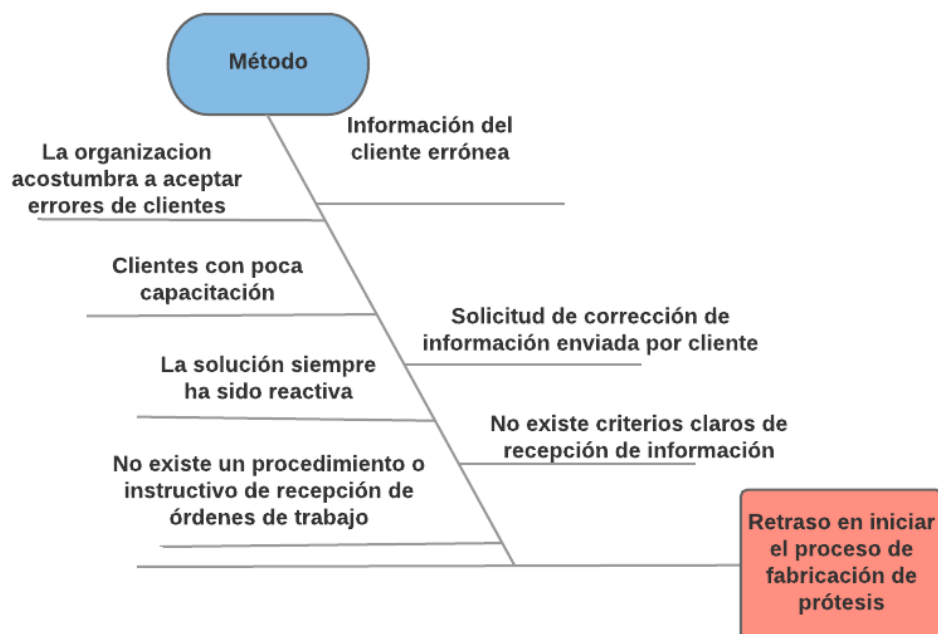 Método
Información del
cliente errónea
La organizacion
acostumbra a aceptar
errores de clientes
Clientes con poca
capacitación
Solicitud de corrección de
información enviada por cliente
La solución siempre
ha sido reactiva
No existe criterios claros de
recepción de información
No existe un procedimiento o
instructivo de recepción de
órdenes de trabajo
Retraso en iniciar
el proceso de
fabricación de
prótesis